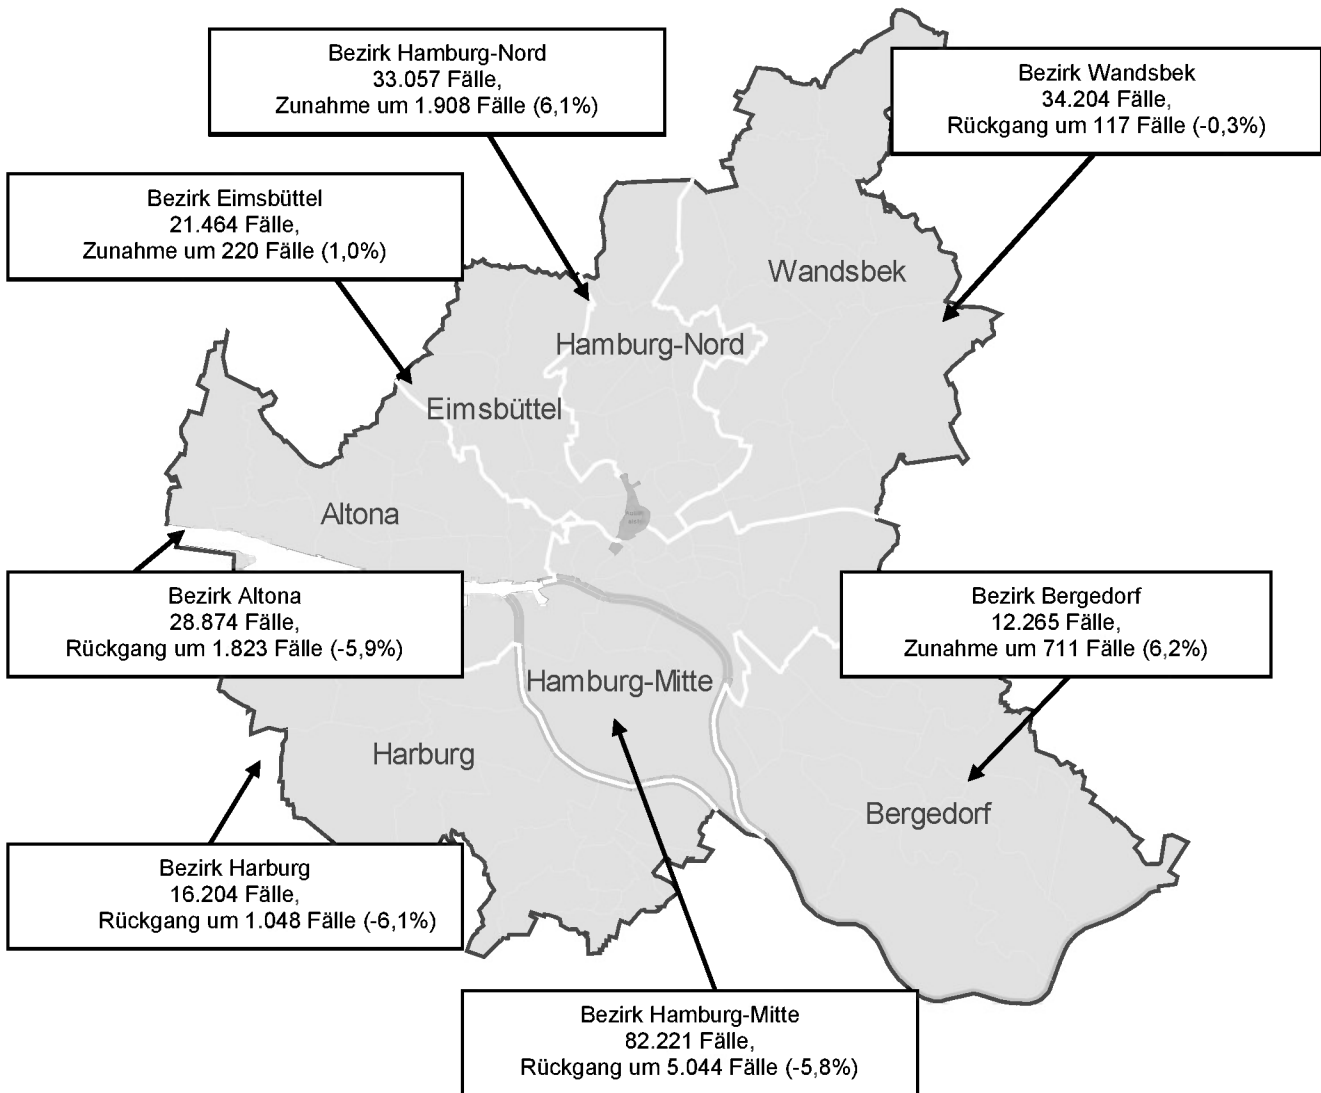 Bezirk Hamburg-Nord
33.057 Fälle,
Zunahme um 1.908 Fälle (6,1%)
Bezirk Wandsbek
34.204 Fälle,
Rückgang um 117 Fälle (-0,3%)
Bezirk Eimsbüttel
21.464 Fälle,
Zunahme um 220 Fälle (1,0%)
Wandsbek
Hamburg-Nord
Eimsbüttel
Altona
Bezirk Altona
28.874 Fälle,
Rückgang um 1.823 Fälle (-5,9%)
Bezirk Bergedorf
12.265 Fälle,
Zunahme um 711 Fälle (6,2%)
Hamburg-Mitte
Harburg
Bergedorf
Bezirk Harburg
16.204 Fälle,
Rückgang um 1.048 Fälle (-6,1%)
Bezirk Hamburg-Mitte
82.221 Fälle,
Rückgang um 5.044 Fälle (-5,8%)